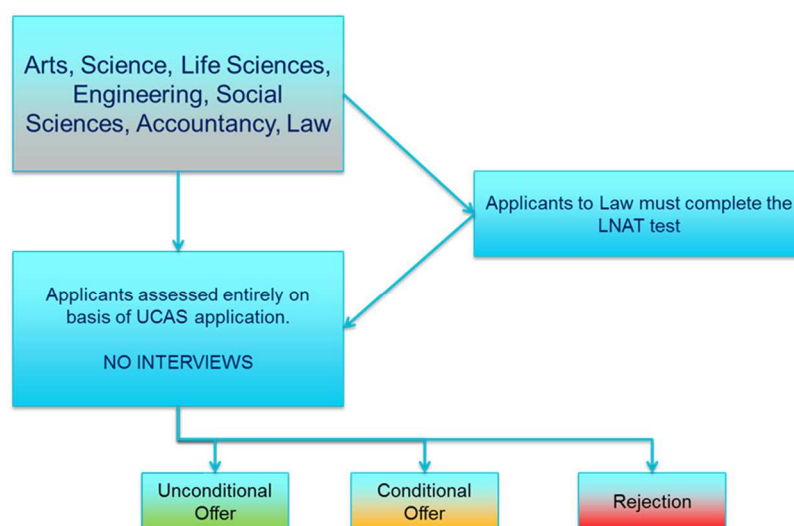 Arts, Science, Life Sciences,
Engineering, Social
Sciences, Accountancy, Law
Applicants to Law must complete the
LNAT test
Applicants assessed entirely on
basis of UCAS application.
NO INTERVIEWS
Unconditional
Offer
Conditional
Offer
Rejection